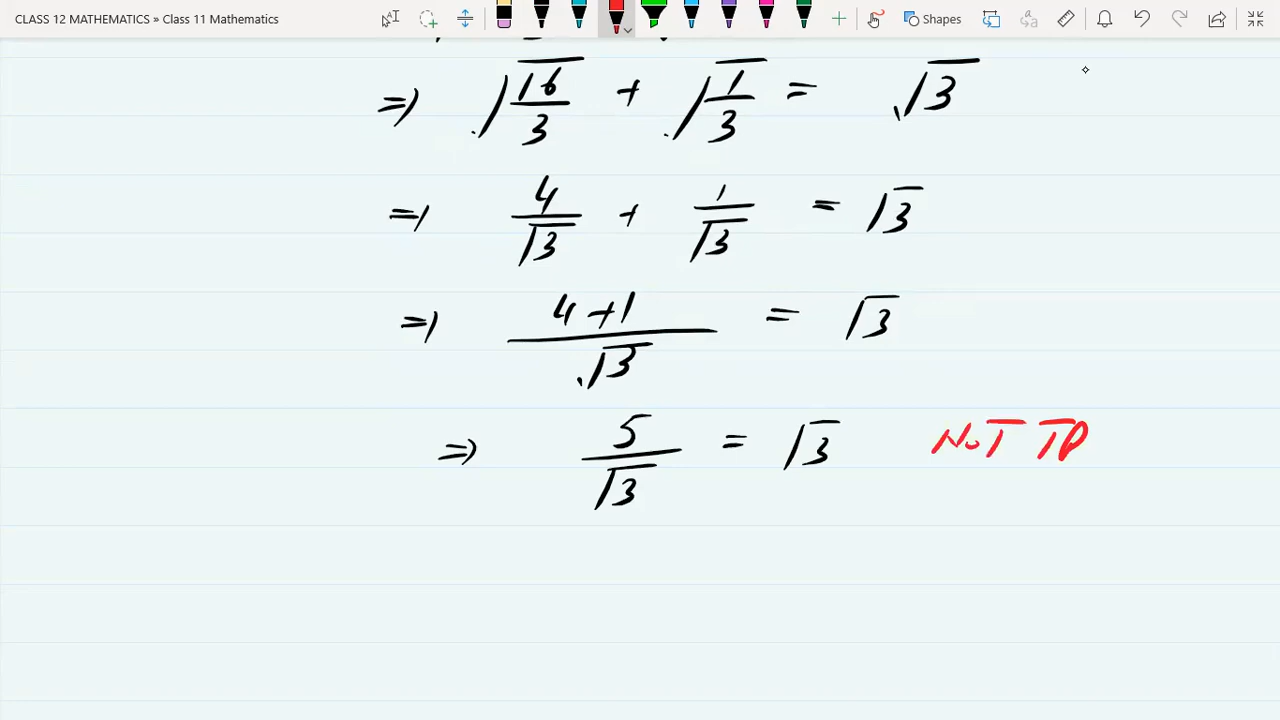 CLASS 12 MATHEMATICS » Class 11 Mathematics
Shapes
=> √(16/3) + √(1/3) = √3
=> 4/√3 + 1/√3 = √3
=> (4+1)/√3 = √3
=> 5/√3 = √3 NOT